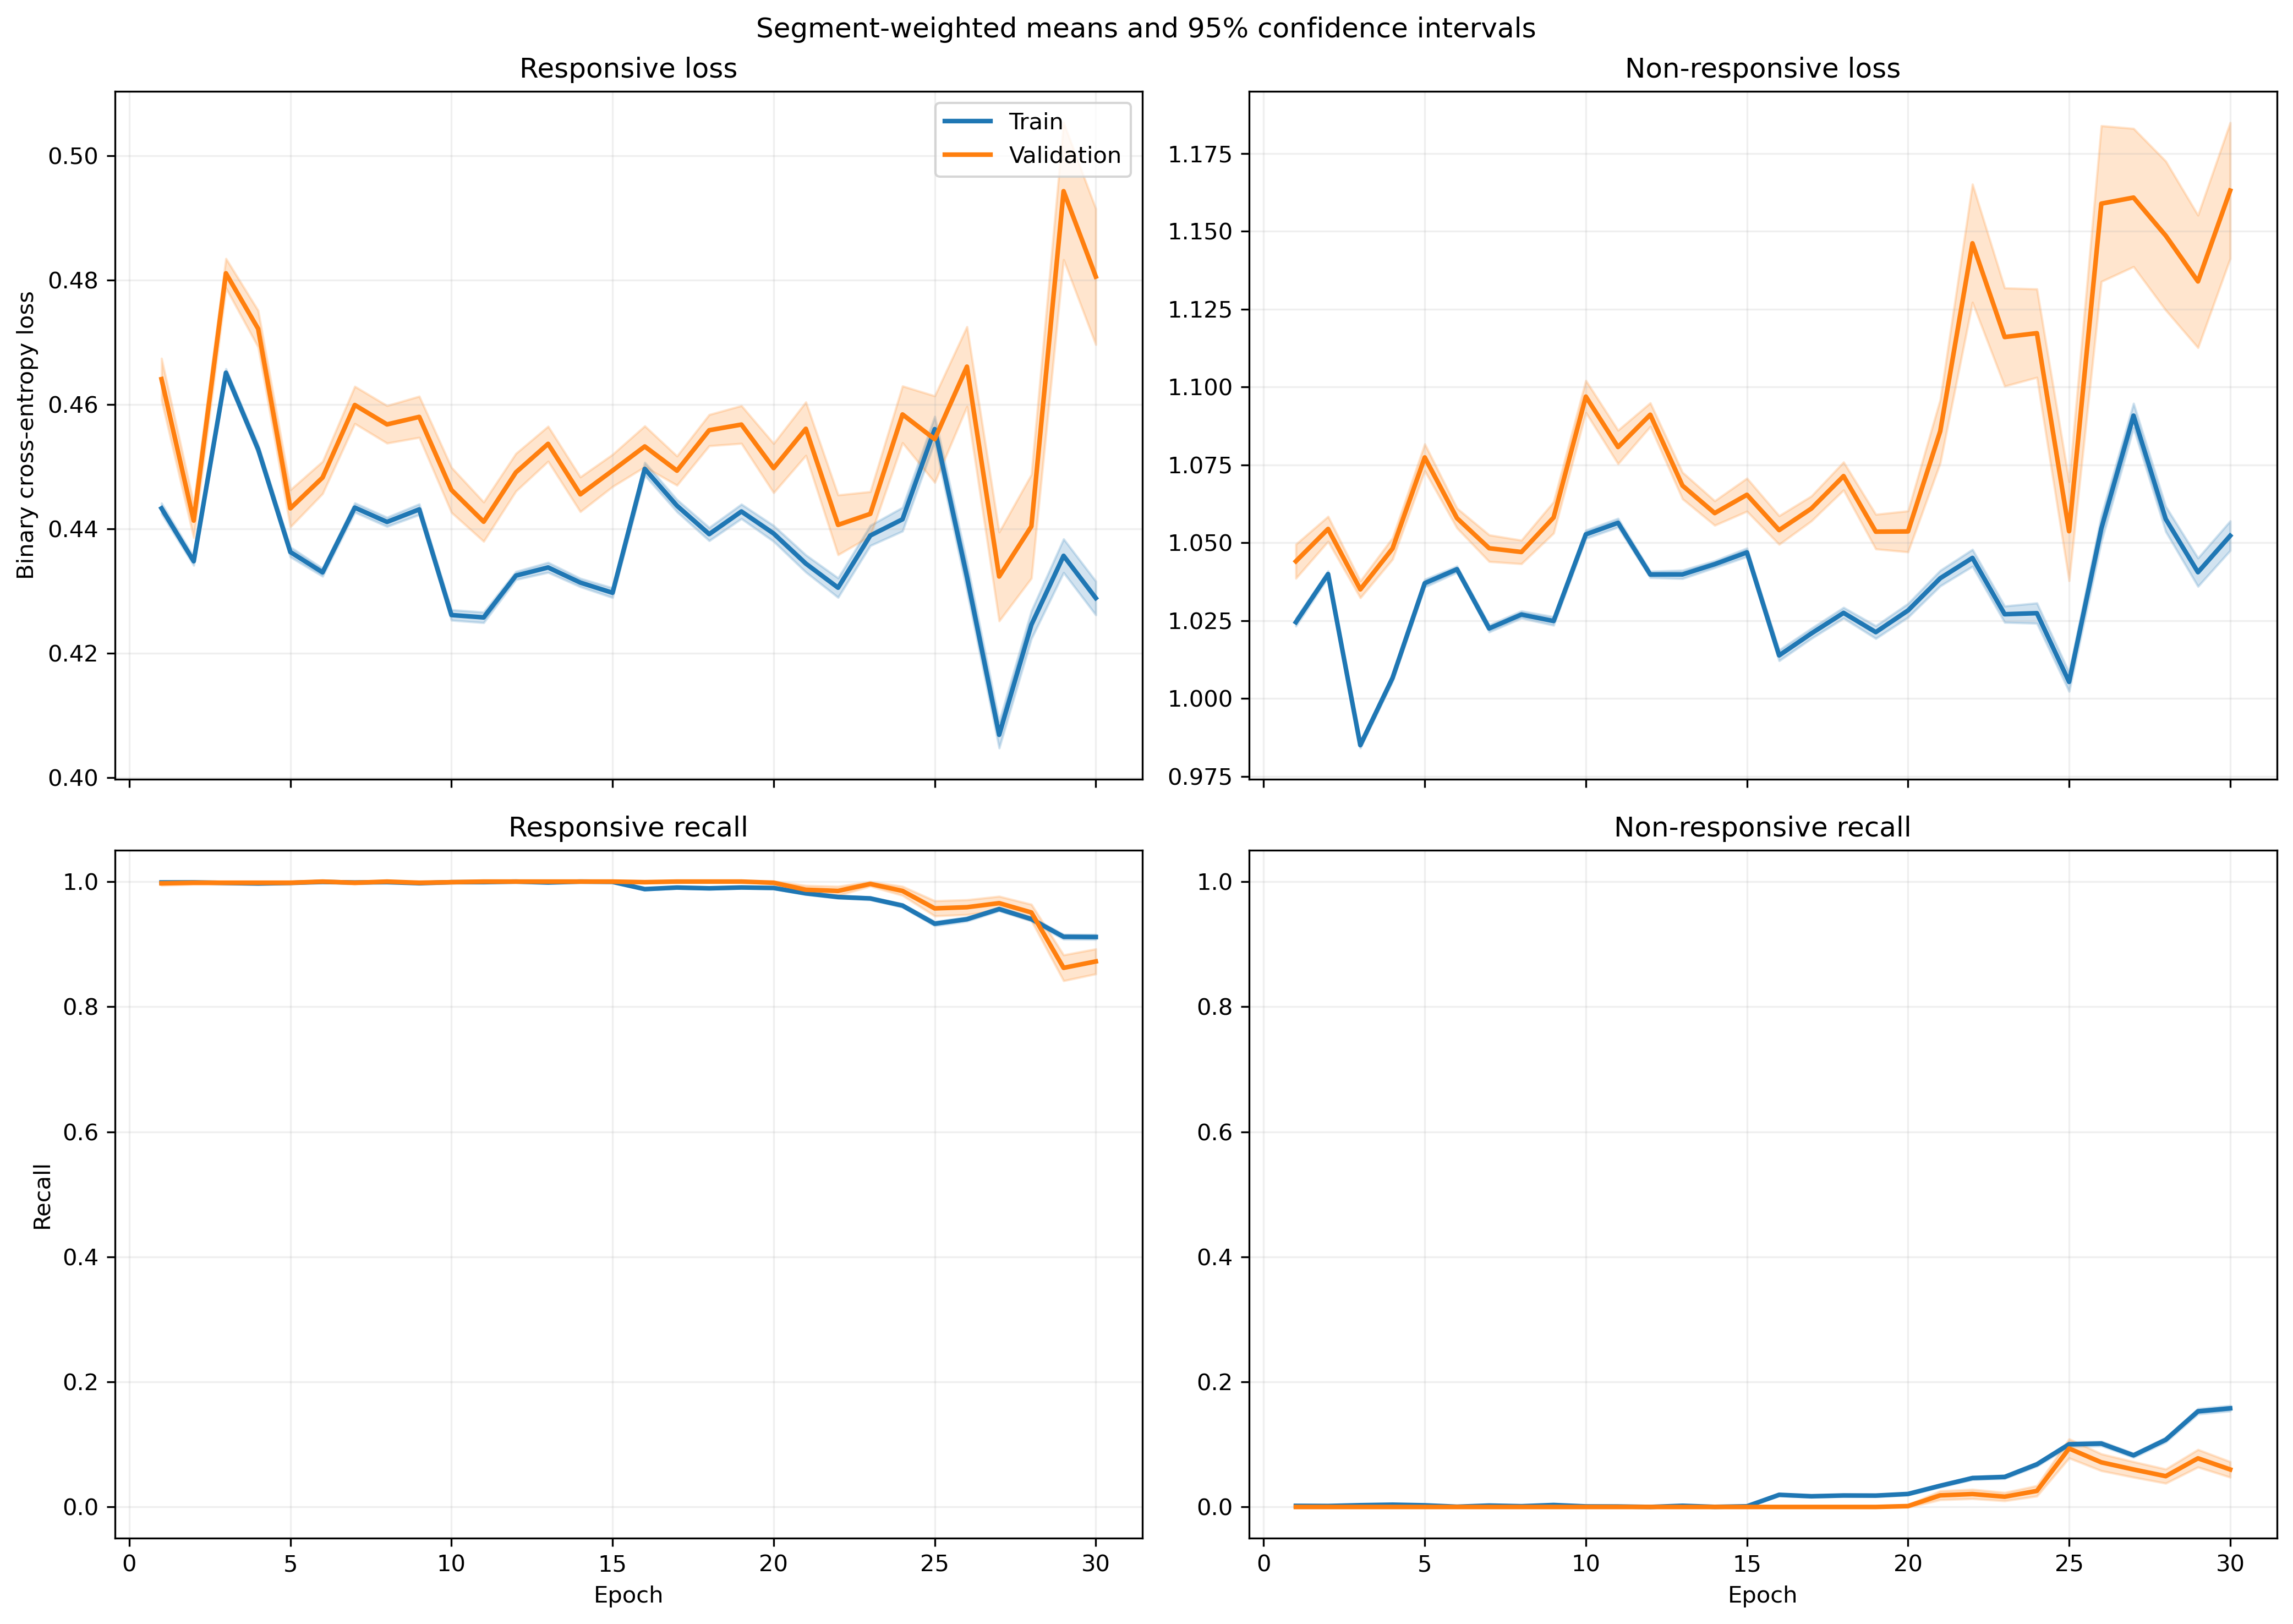 Segment-weighted means and 95% confidence intervals
Responsive loss
Non-responsive loss
Train
Validation
Binary cross-entropy loss
0.50
0.48
0.46
0.44
0.42
0.40
1.175
1.150
1.125
1.100
1.075
1.050
1.025
1.000
0.975
Responsive recall
Non-responsive recall
Recall
1.0
0.8
0.6
0.4
0.2
0.0
1.0
0.8
0.6
0.4
0.2
0.0
0 5 10 15 20 25 30
0 5 10 15 20 25 30
Epoch
Epoch